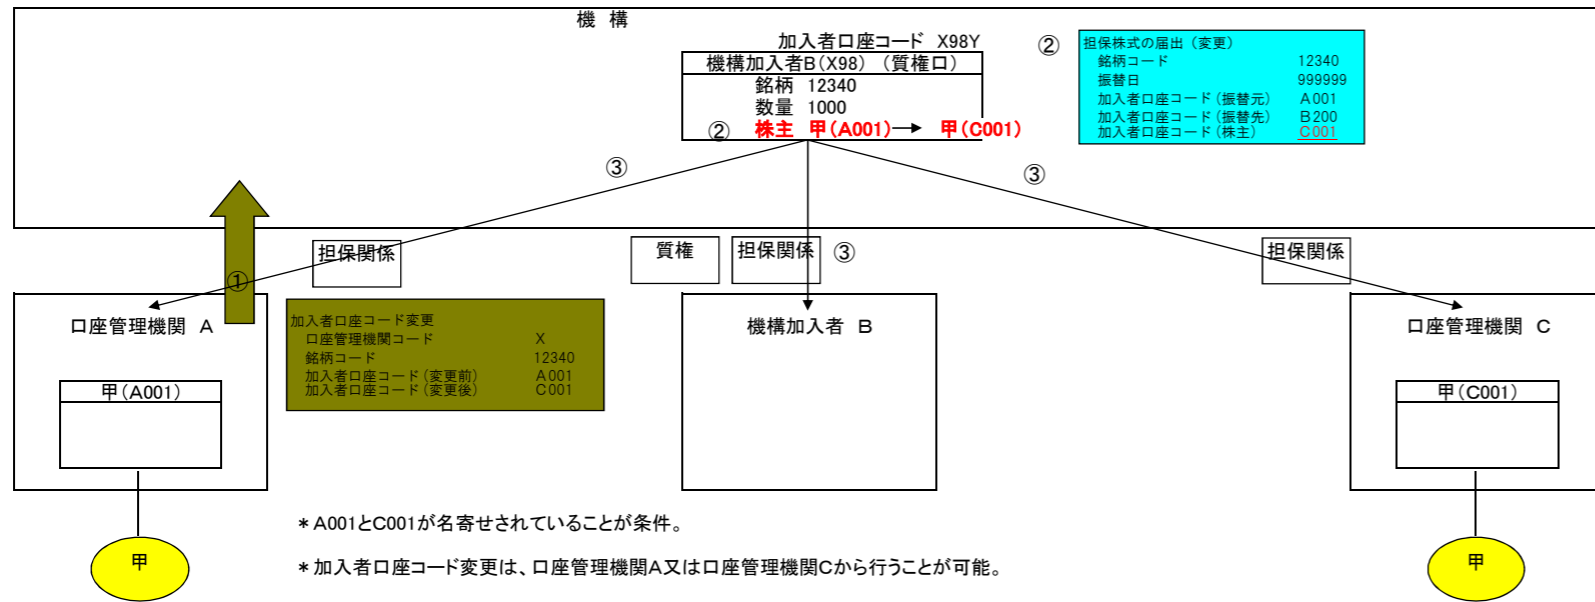 機 構
加入者口座コード X98Y
機構加入者B(X98) (質権口)
銘柄 12340
数量 1000
② 株主 甲(A001)→ 甲(C001)
②
担保株式の届出(変更)
銘柄コード 12340
振替日 999999
加入者口座コード(振替元) A001
加入者口座コード(振替先) B200
加入者口座コード(株主) C001
③
③
①
担保関係
質権
担保関係
③
担保関係
口座管理機関 A
甲(A001)
甲
加入者口座コード変更
口座管理機関コード X
銘柄コード 12340
加入者口座コード(変更前) A001
加入者口座コード(変更後) C001
機構加入者 B
口座管理機関 C
甲(C001)
甲
*A001とC001が名寄せされていることが条件。
*加入者口座コード変更は、口座管理機関A又は口座管理機関Cから行うことが可能。